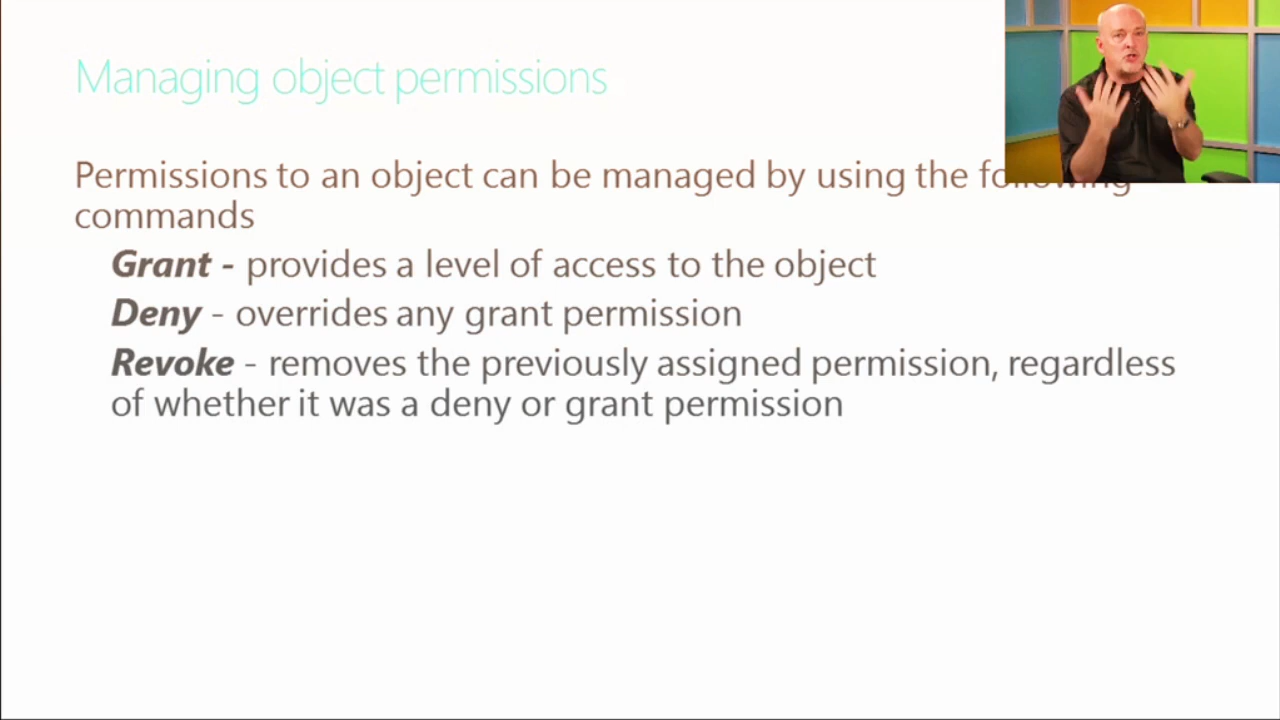 Managing object permissions
Permissions to an object can be managed by using the following
commands
Grant - provides a level of access to the object
Deny - overrides any grant permission
Revoke - removes the previously assigned permission, regardless
of whether it was a deny or grant permission